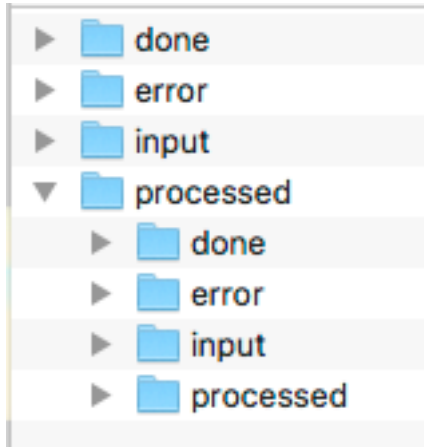 done
error
input
processed
done
error
input
processed